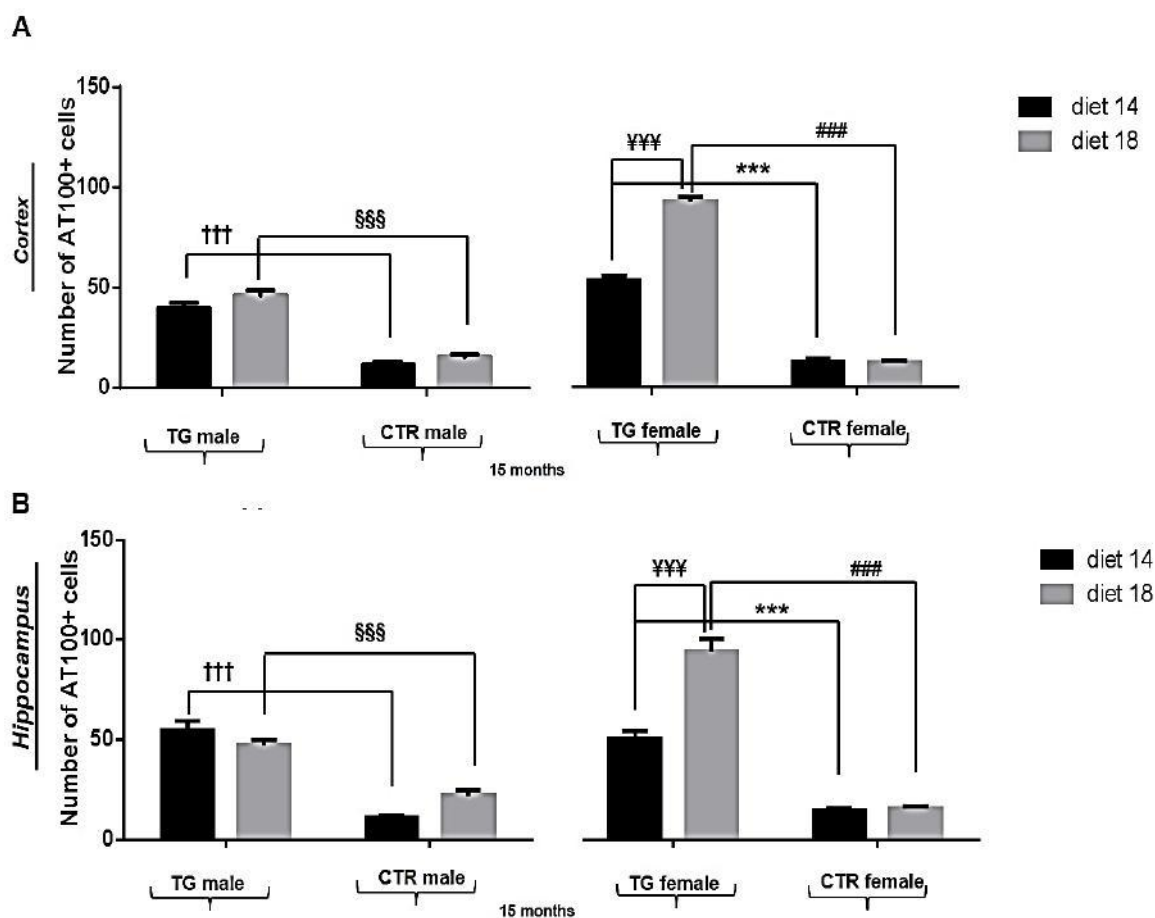 A
Cortex
Number of AT100+ cells
150
100
50
0
†††
§§§
¥¥¥
***
###
diet 14
diet 18
TG male
CTR male
TG female
CTR female
15 months
B
Hippocampus
Number of AT100+ cells
150
100
50
0
†††
§§§
¥¥¥
***
###
diet 14
diet 18
TG male
CTR male
TG female
CTR female
15 months